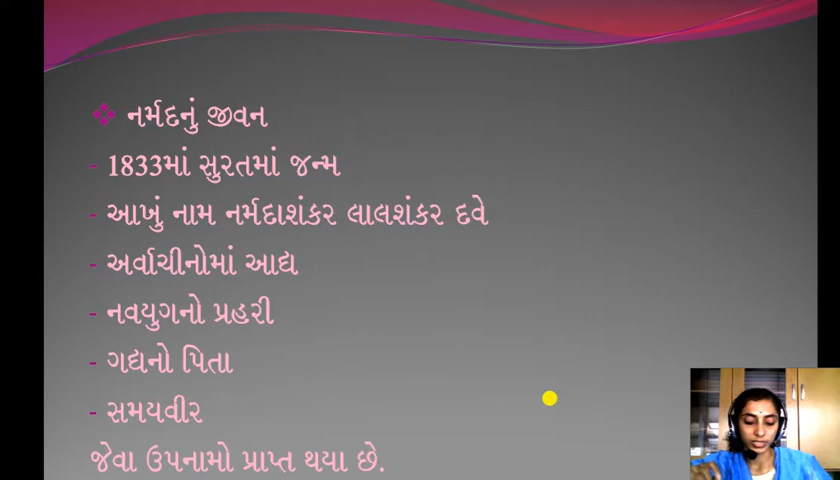 ❖ નર્મદનું જીવન
- 1833માં સુરતમાં જન્મ
- આખું નામ નર્મદાશંકર લાલશંકર દવે
- અર્વાચીનોમાં આદ્ય
- નવયુગનો પ્રહરી
- ગદ્યનો પિતા
- સમયવીર
જેવા ઉપનામો પ્રાપ્ત થયા છે.